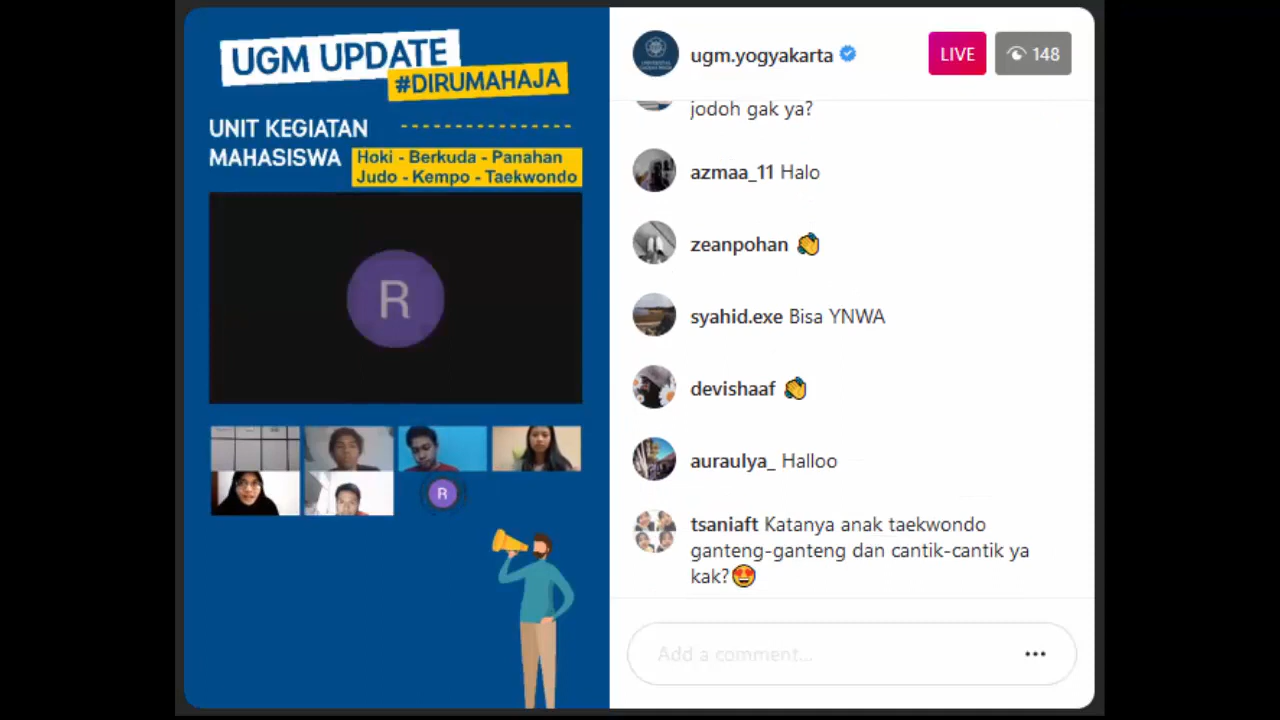 UGM UPDATE
#DIRUMAHAJA
UNIT KEGIATAN
MAHASISWA
Hoki - Berkuda - Panahan
Judo - Kempo - Taekwondo
R
R
ugm.yogyakarta
LIVE
148
jodoh gak ya?
azmaa_11 Halo
zeanpohan 👏
syahid.exe Bisa YNWA
devishaaf 👏
auraulya_ Halloo
tsaniaft Katanya anak taekwondo
ganteng-ganteng dan cantik-cantik ya
kak?😍
Add a comment...